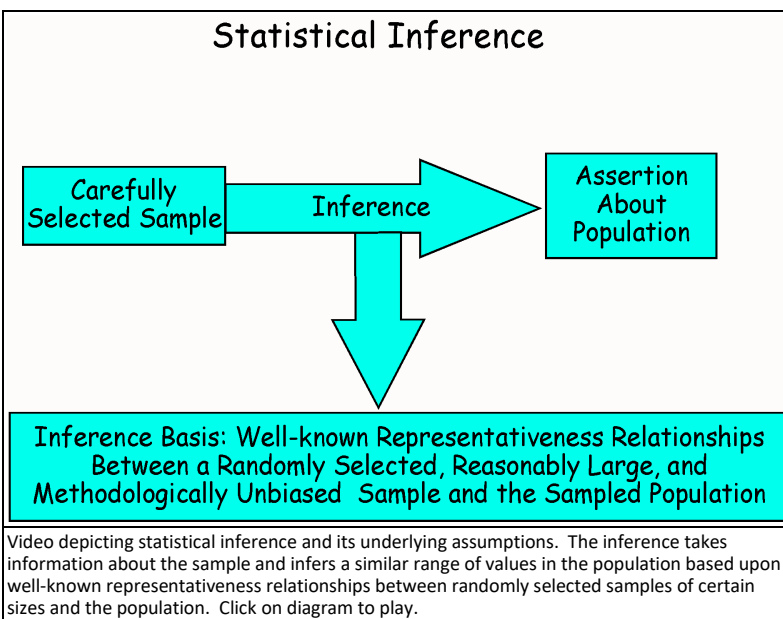 Statistical Inference
Carefully
Selected Sample
Inference
Assertion
About
Population
Inference Basis: Well-known Representativeness Relationships
Between a Randomly Selected, Reasonably Large, and
Methodologically Unbiased Sample and the Sampled Population
Video depicting statistical inference and its underlying assumptions. The inference takes
information about the sample and infers a similar range of values in the population based upon
well-known representativeness relationships between randomly selected samples of certain
sizes and the population. Click on diagram to play.